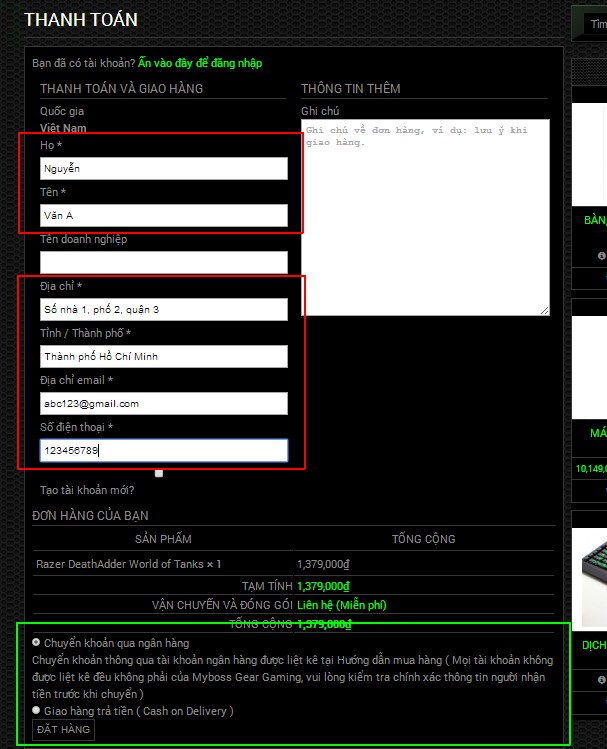 THANH TOÁN
Tìm
Bạn đã có tài khoản? Ấn vào đây để đăng nhập
THANH TOÁN VÀ GIAO HÀNG
Quốc gia
Việt Nam
Họ *
Nguyễn
Tên *
Văn A
Tên doanh nghiệp
Địa chỉ *
Số nhà 1, phố 2, quận 3
Tỉnh / Thành phố *
Thành phố Hồ Chí Minh
Địa chỉ email *
abc123@gmail.com
Số điện thoại *
123456789
Tạo tài khoản mới?
THÔNG TIN THÊM
Ghi chú
Ghi chú về đơn hàng, ví dụ: lưu ý khi
giao hàng.
ĐƠN HÀNG CỦA BẠN
SẢN PHẨM TỔNG CỘNG
Razer DeathAdder World of Tanks × 1 1,379,000₫
TẠM TÍNH 1,379,000₫
VẬN CHUYỂN VÀ ĐÓNG GÓI Liên hệ (Miễn phí)
TỔNG CỘNG 1,379,000₫
Chuyển khoản qua ngân hàng
Chuyển khoản thông qua tài khoản ngân hàng được liệt kê tại Hướng dẫn mua hàng ( Mọi tài khoản không
được liệt kê đều không phải của Myboss Gear Gaming, vui lòng kiểm tra chính xác thông tin người nhận
tiền trước khi chuyển )
Giao hàng trả tiền ( Cash on Delivery )
ĐẶT HÀNG
BÀN
MÁ
10,149,0
DỊCH